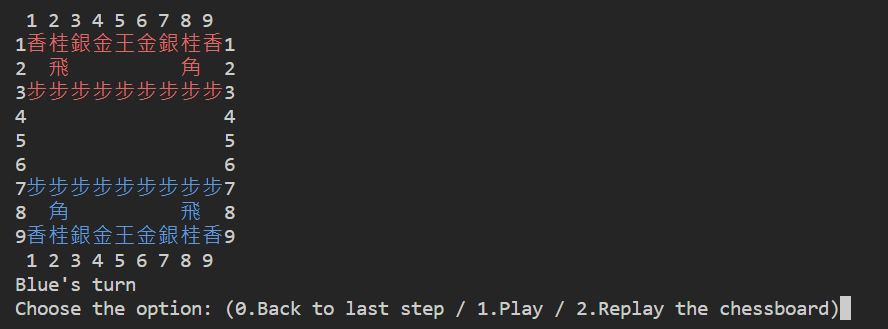 1 2 3 4 5 6 7 8 9
1香桂銀金王金銀桂香1
2 飛 角 2
3步步步步步步步步步3
4 4
5 5
6 6
7步步步步步步步步步7
8 角 飛 8
9香桂銀金王金銀桂香9
1 2 3 4 5 6 7 8 9
Blue's turn
Choose the option: (0.Back to last step / 1.Play / 2.Replay the chessboard)